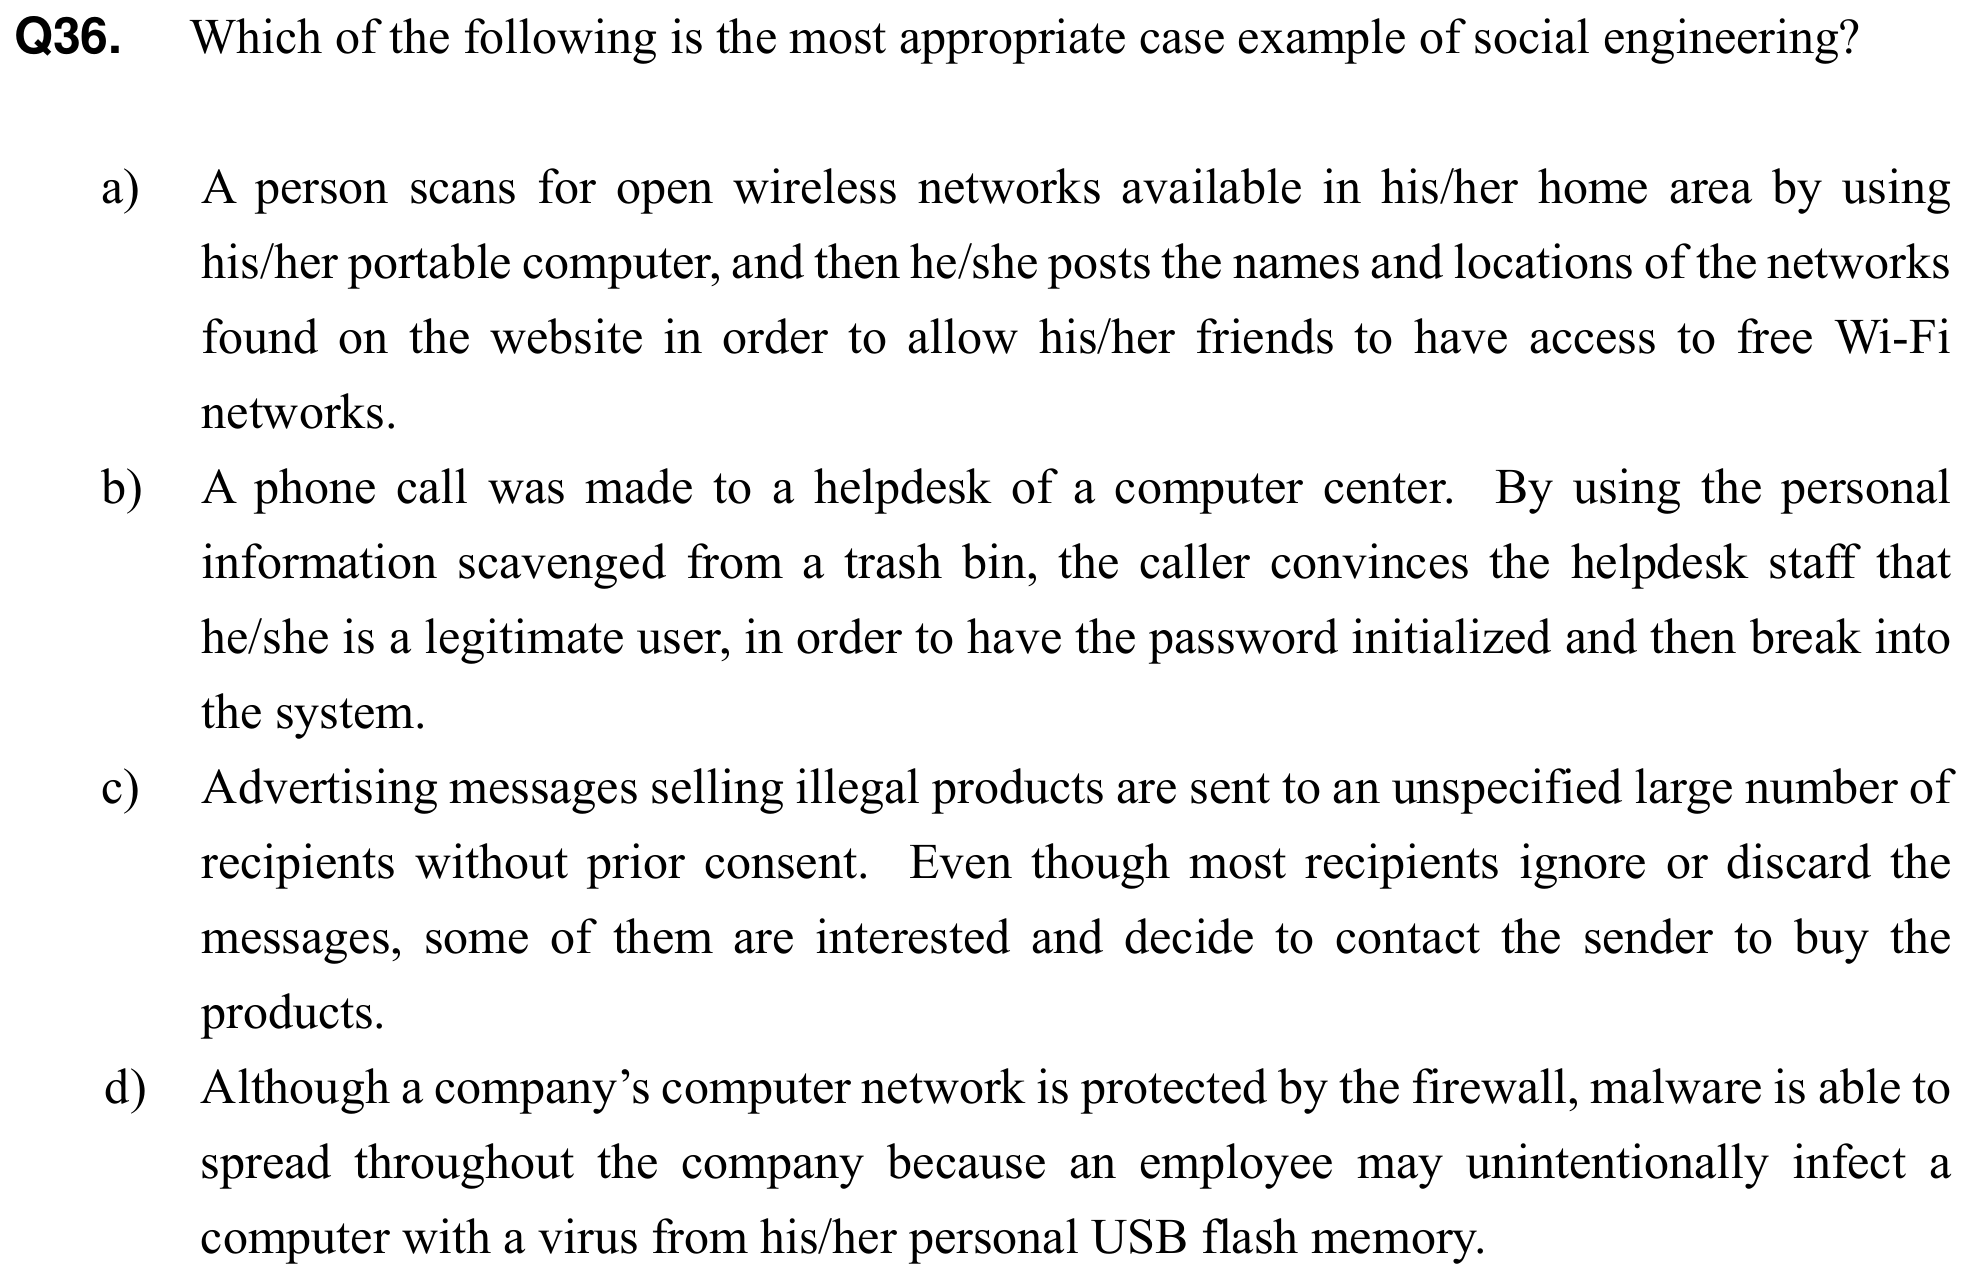 Q36. Which of the following is the most appropriate case example of social engineering?
a) A person scans for open wireless networks available in his/her home area by using
his/her portable computer, and then he/she posts the names and locations of the networks
found on the website in order to allow his/her friends to have access to free Wi-Fi
networks.
b) A phone call was made to a helpdesk of a computer center. By using the personal
information scavenged from a trash bin, the caller convinces the helpdesk staff that
he/she is a legitimate user, in order to have the password initialized and then break into
the system.
c) Advertising messages selling illegal products are sent to an unspecified large number of
recipients without prior consent. Even though most recipients ignore or discard the
messages, some of them are interested and decide to contact the sender to buy the
products.
d) Although a company’s computer network is protected by the firewall, malware is able to
spread throughout the company because an employee may unintentionally infect a
computer with a virus from his/her personal USB flash memory.